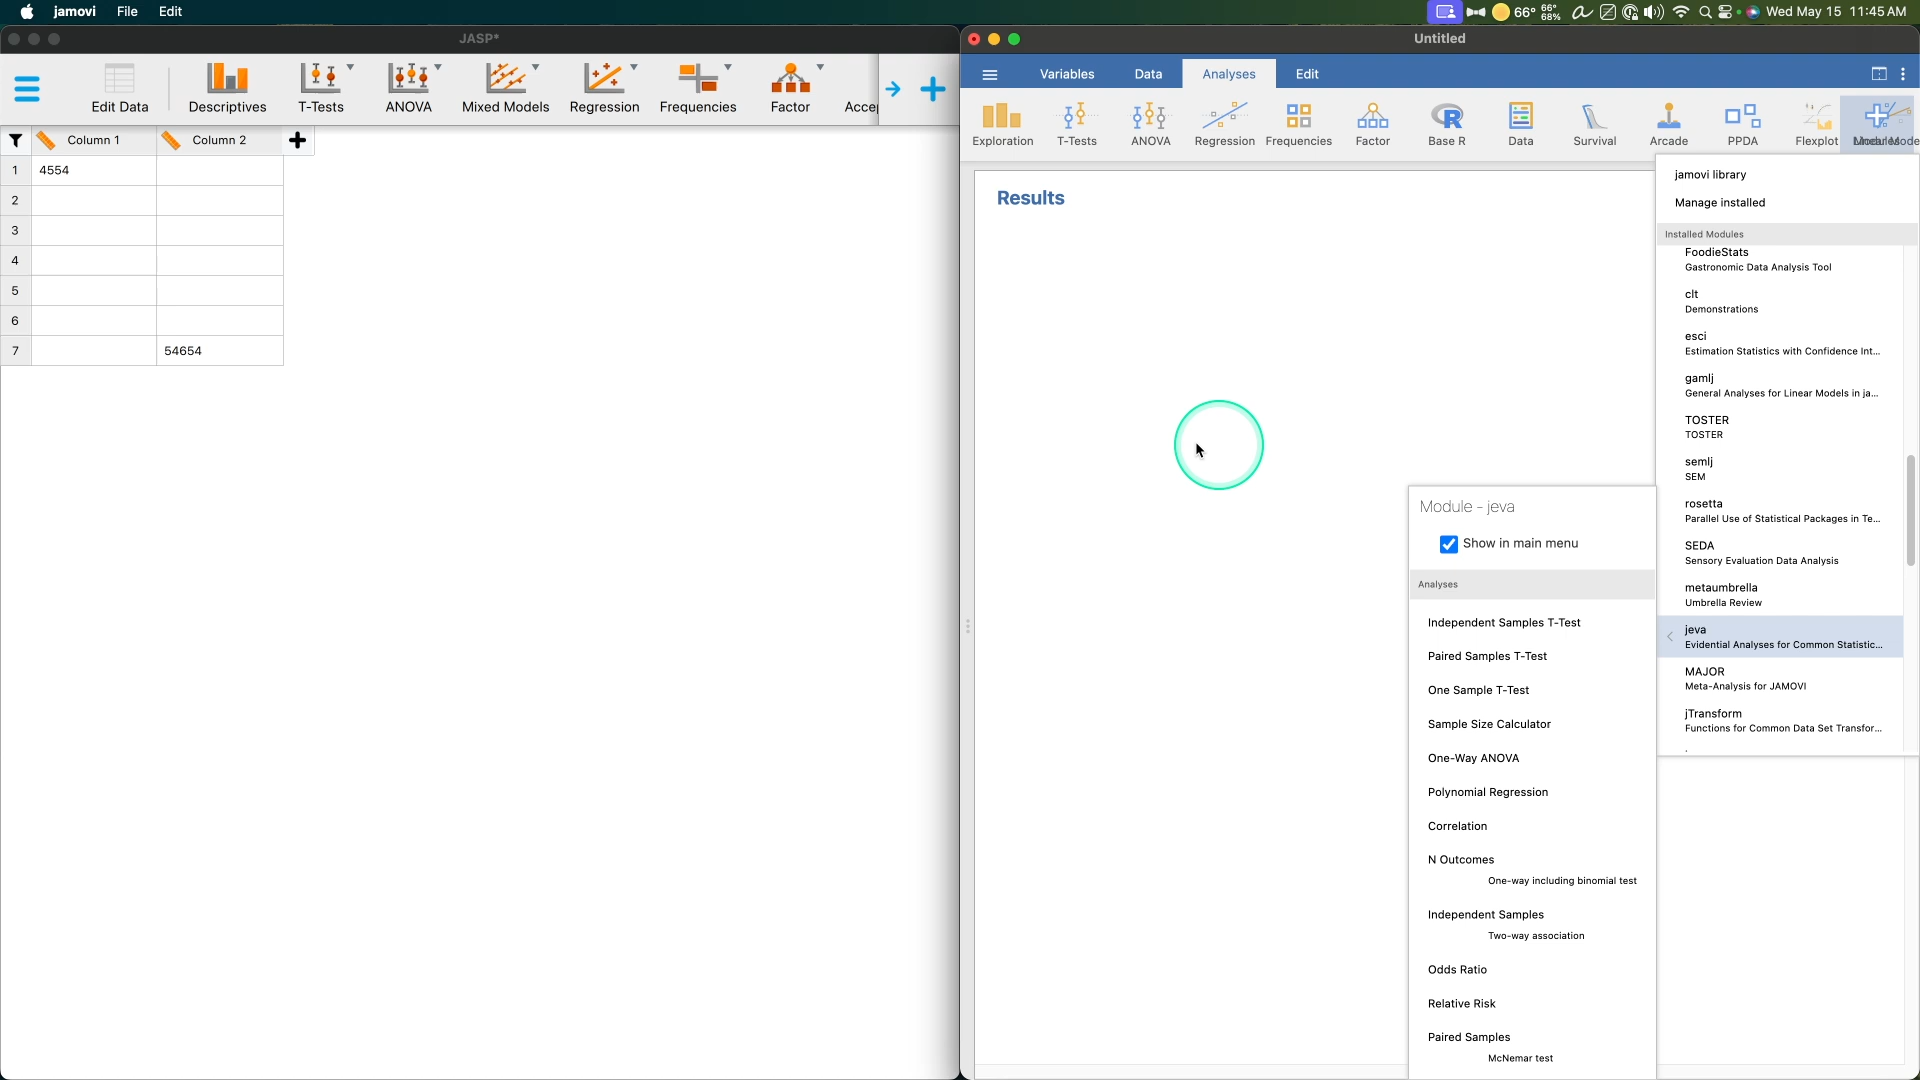 jamovi File Edit
66° 66° 68% Wed May 15 11:45 AM
JASP*
Edit Data Descriptives T-Tests ANOVA Mixed Models Regression Frequencies Factor Accep
Column 1 Column 2
1 4554
2
3
4
5
6
7 54654
Untitled
Variables Data Analyses Edit
Exploration T-Tests ANOVA Regression Frequencies Factor Base R Data Survival Arcade PPDA Flexplot
Results
jamovi library
Manage installed
Installed Modules
FoodieStats
Gastronomic Data Analysis Tool
clt
Demonstrations
esci
Estimation Statistics with Confidence Int...
gamlj
General Analyses for Linear Models in ja...
TOSTER
TOSTER
semlj
SEM
rosetta
Parallel Use of Statistical Packages in Te...
SEDA
Sensory Evaluation Data Analysis
metaumbrella
Umbrella Review
jeva
Evidential Analyses for Common Statistic...
MAJOR
Meta-Analysis for JAMOVI
jTransform
Functions for Common Data Set Transfor...
Module - jeva
Show in main menu
Analyses
Independent Samples T-Test
Paired Samples T-Test
One Sample T-Test
Sample Size Calculator
One-Way ANOVA
Polynomial Regression
Correlation
N Outcomes
One-way including binomial test
Independent Samples
Two-way association
Odds Ratio
Relative Risk
Paired Samples
McNemar test